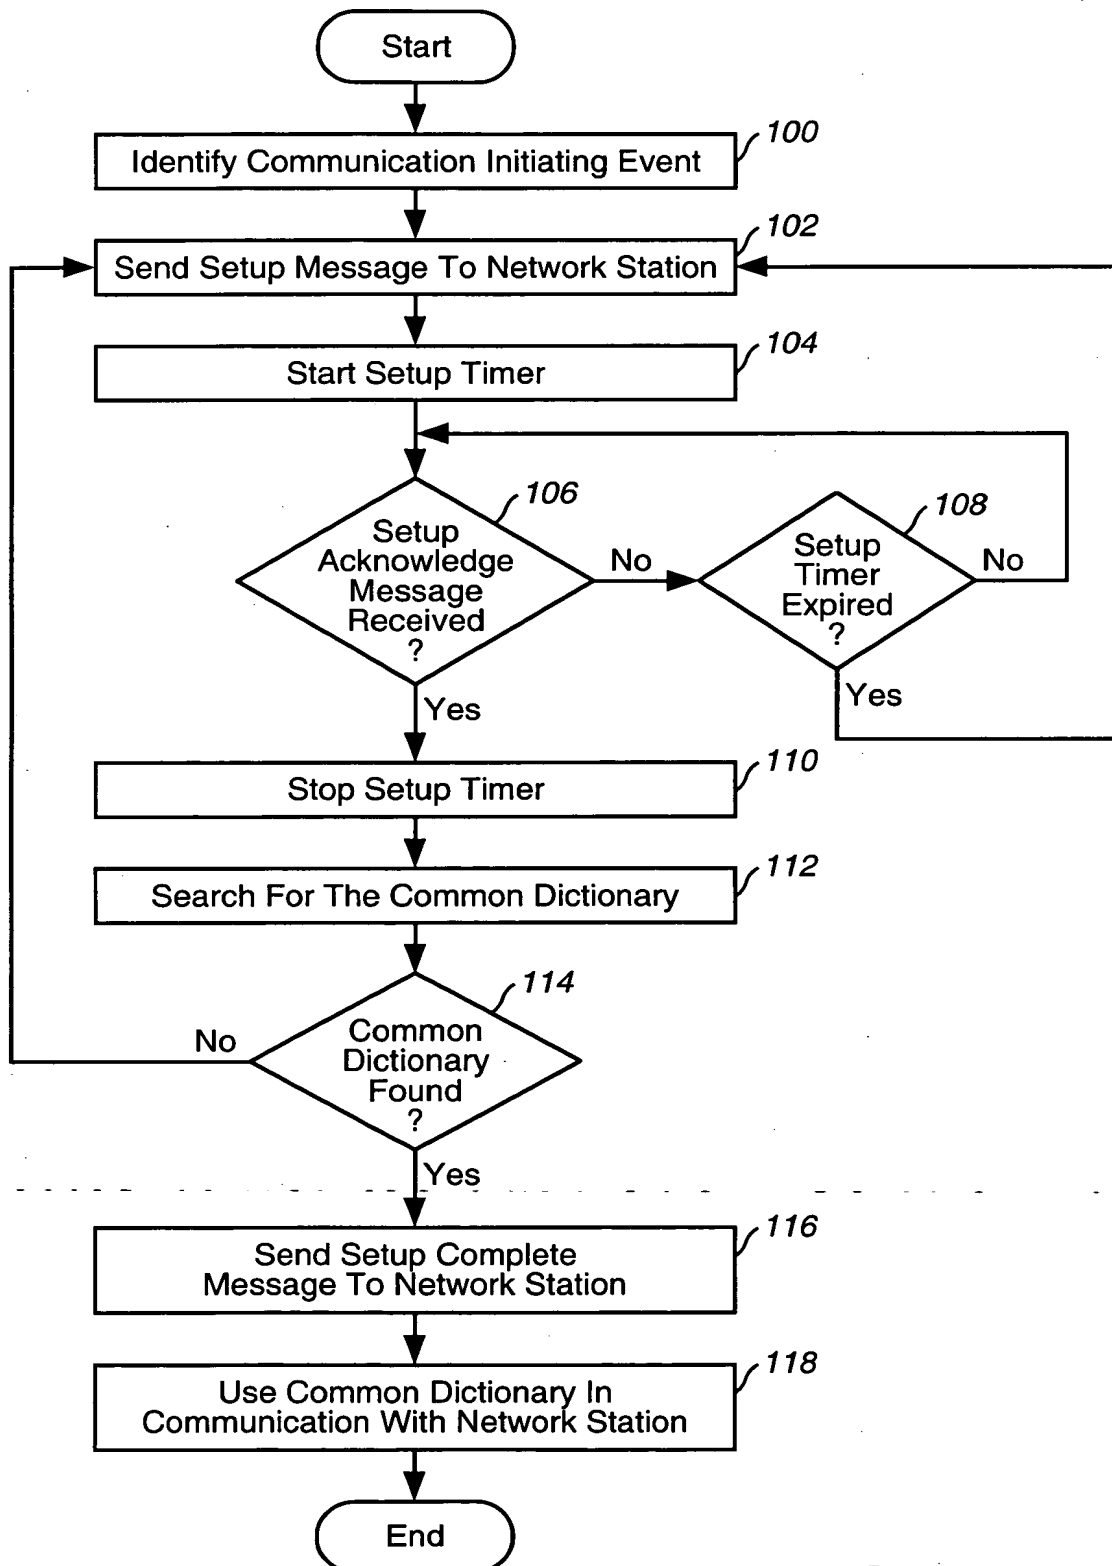 Start
100
Identify Communication Initiating Event
102
Send Setup Message To Network Station
104
Start Setup Timer
106
Setup
Acknowledge
Message
Received
?
No
108
Setup
Timer
Expired
?
No
Yes
Yes
110
Stop Setup Timer
112
Search For The Common Dictionary
114
Common
Dictionary
Found
?
No
Yes
116
Send Setup Complete
Message To Network Station
118
Use Common Dictionary In
Communication With Network Station
End